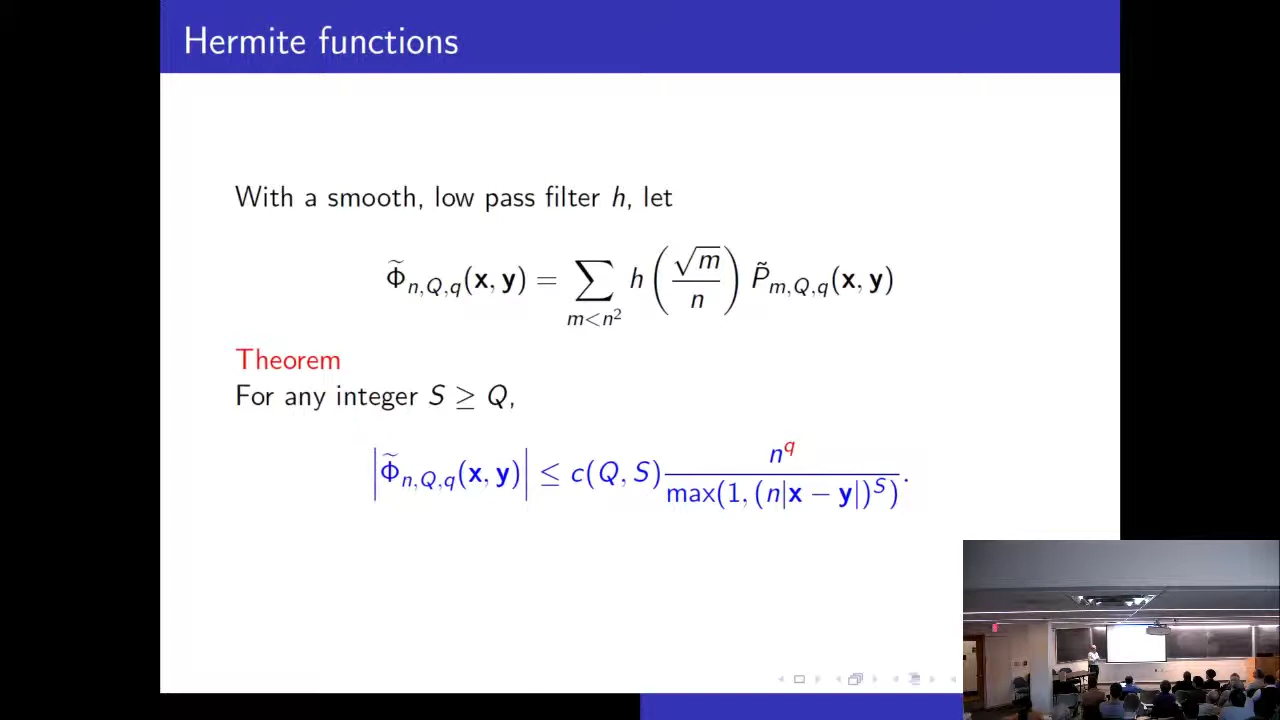 Hermite functions
With a smooth, low pass filter h, let
Φ̃_{n,Q,q}(𝐱, 𝐲) = ∑_{m<n²} h(√m / n) P̃_{m,Q,q}(𝐱, 𝐲)
Theorem
For any integer S ≥ Q,
|Φ̃_{n,Q,q}(𝐱, 𝐲)| ≤ c(Q, S) n^q / max(1, (n|𝐱 − 𝐲|)^S).